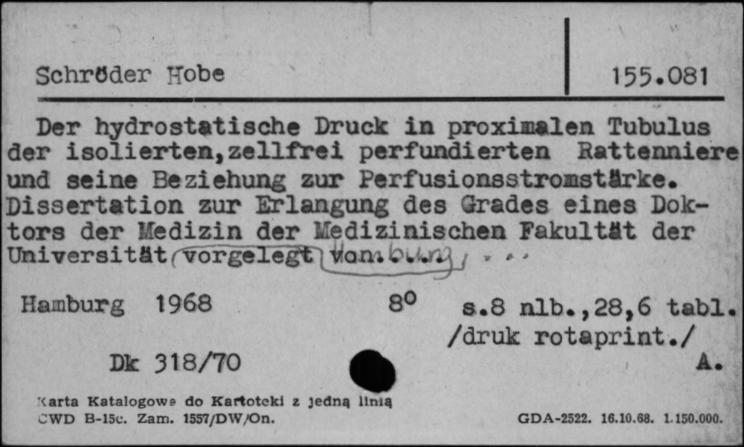 Schröder Hobe
155.081
Der hydrostatische Druck in proximalen Tubulus
der isolierten,zellfrei perfundierten Rattenniere
und seine Beziehung zur Perfusionsstromstärke.
Dissertation zur Erlangung des Grades eines Dok-
tors der Medizin der Medizinischen Fakultät der
Universität vorgelegt von..... Hamburg, ...
Hamburg 1968 8° s.8 nlb.,28,6 tabl.
/druk rotaprint./
Dk 318/70 A.
Karta Katalogowa do Kartoteki z jedną linią
CWD B-15c. Zam. 1557/DW/On. GDA-2522. 16.10.68. 1.150.000.